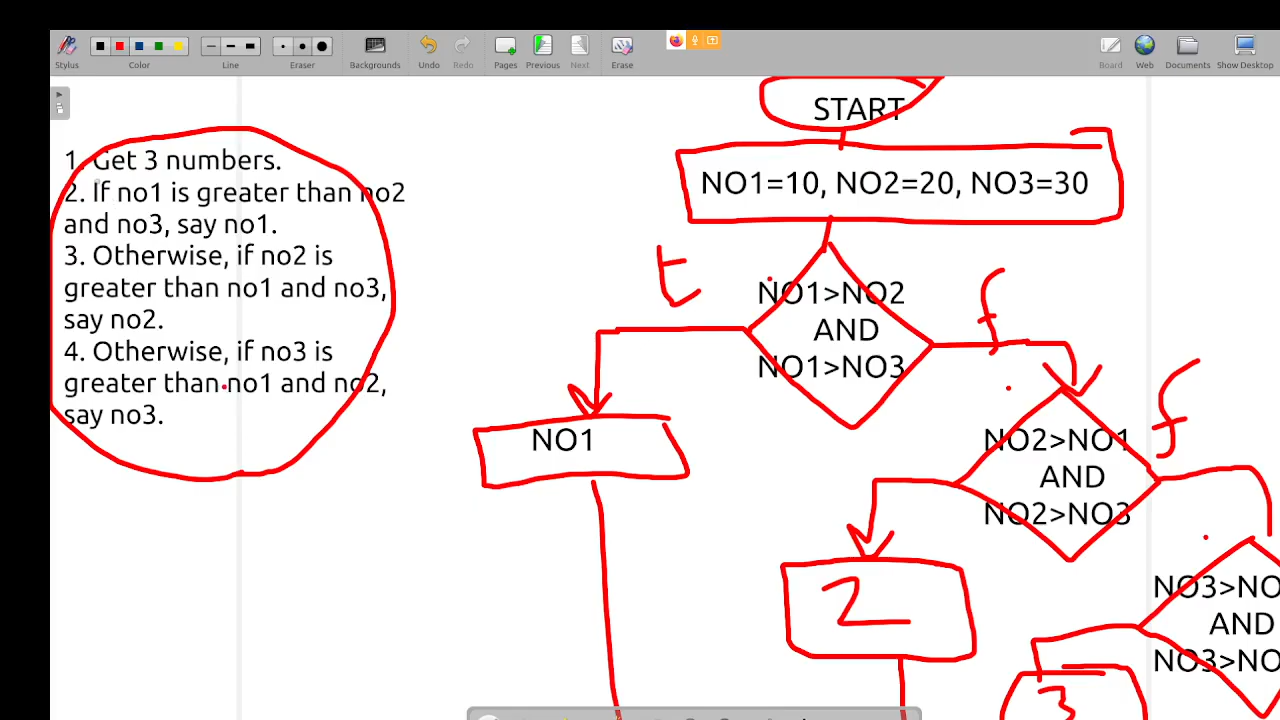 Stylus
Color
Line
Eraser
Backgrounds
Undo
Redo
Pages
Previous
Next
Erase
Board
Web
Documents
Show Desktop
1. Get 3 numbers.
2. If no1 is greater than no2
and no3, say no1.
3. Otherwise, if no2 is
greater than no1 and no3,
say no2.
4. Otherwise, if no3 is
greater than no1 and no2,
say no3.
START
NO1=10, NO2=20, NO3=30
t
NO1>NO2
AND
NO1>NO3
f
NO1
NO2>NO1
AND
NO2>NO3
f
2
NO3>NO
AND
NO3>NO
3